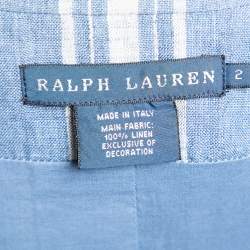 RALPH LAUREN 2
MADE IN ITALY
MAIN FABRIC:
100% LINEN
EXCLUSIVE OF
DECORATION